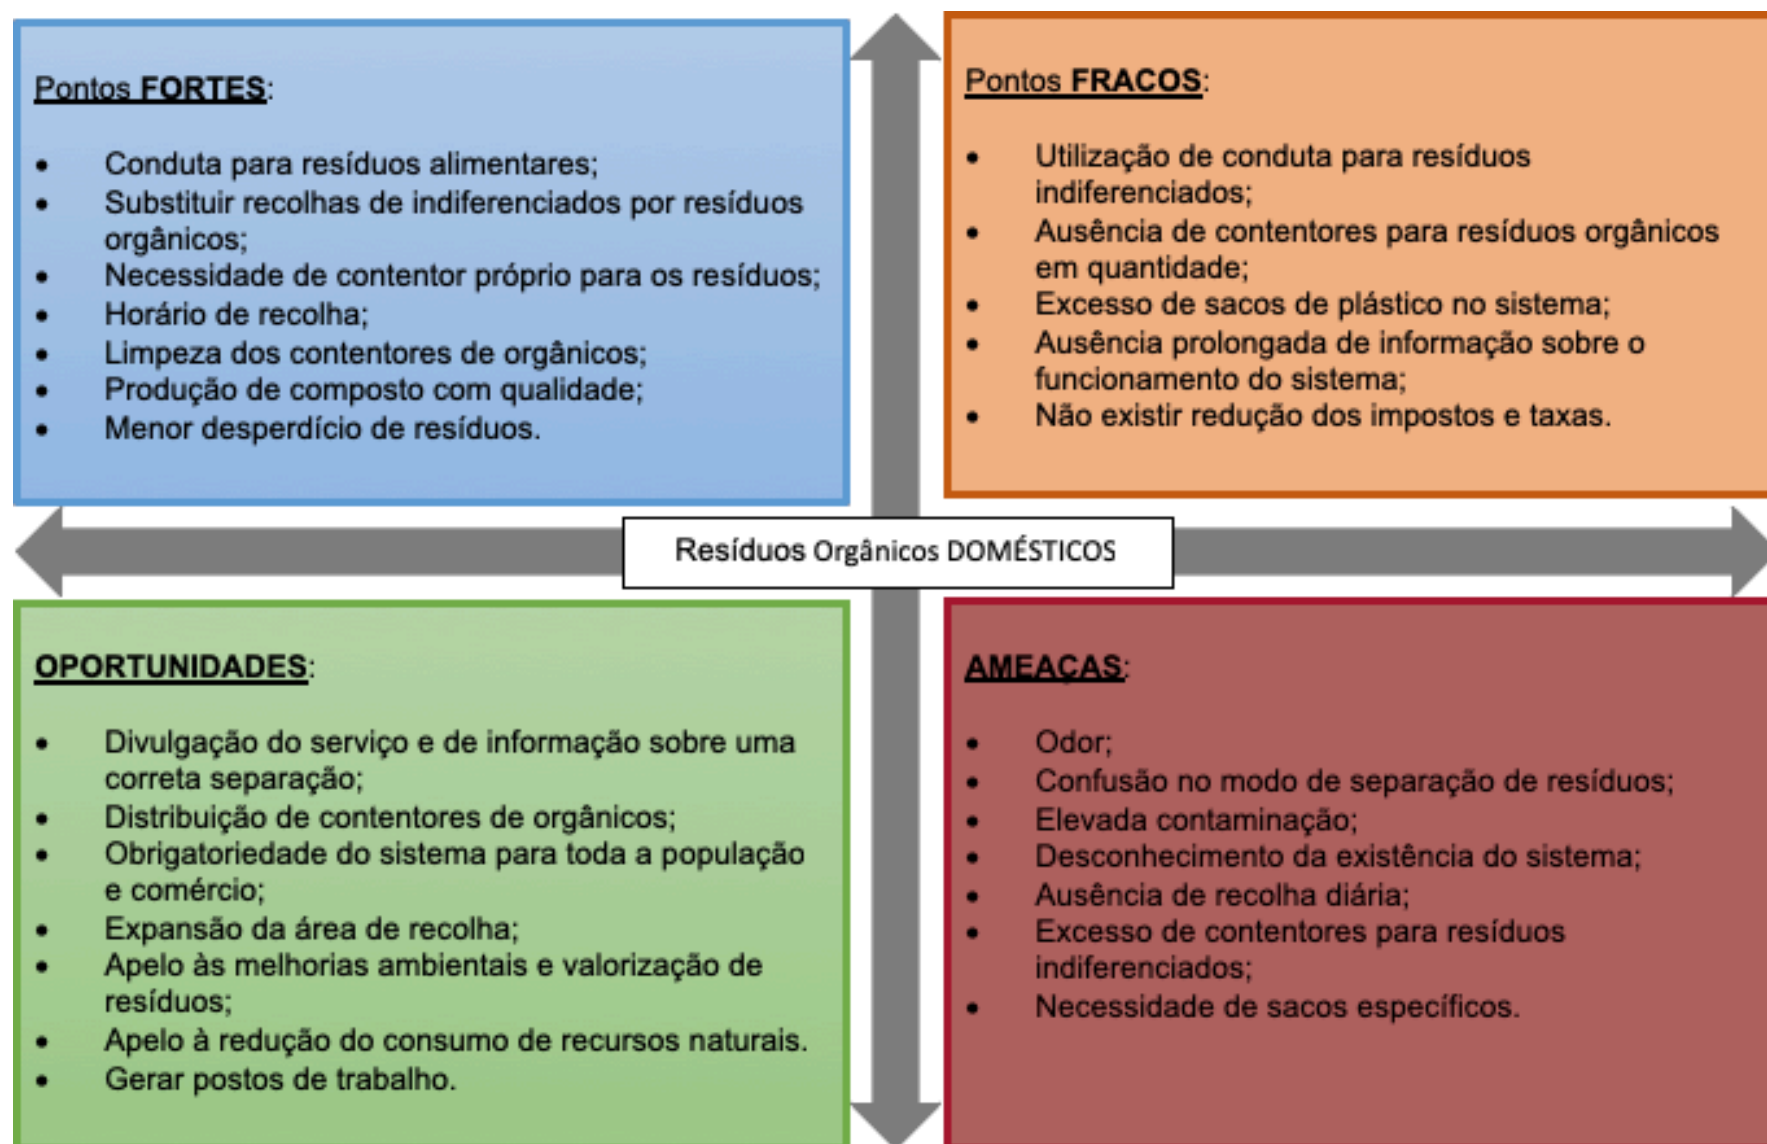 Pontos FORTES:
• Conduta para resíduos alimentares;
• Substituir recolhas de indiferenciados por resíduos
orgânicos;
• Necessidade de contentor próprio para os resíduos;
• Horário de recolha;
• Limpeza dos contentores de orgânicos;
• Produção de composto com qualidade;
• Menor desperdício de resíduos.
Pontos FRACOS:
• Utilização de conduta para resíduos
indiferenciados;
• Ausência de contentores para resíduos orgânicos
em quantidade;
• Excesso de sacos de plástico no sistema;
• Ausência prolongada de informação sobre o
funcionamento do sistema;
• Não existir redução dos impostos e taxas.
Resíduos Orgânicos DOMÉSTICOS
OPORTUNIDADES:
• Divulgação do serviço e de informação sobre uma
correta separação;
• Distribuição de contentores de orgânicos;
• Obrigatoriedade do sistema para toda a população
e comércio;
• Expansão da área de recolha;
• Apelo às melhorias ambientais e valorização de
resíduos;
• Apelo à redução do consumo de recursos naturais.
• Gerar postos de trabalho.
AMEAÇAS:
• Odor;
• Confusão no modo de separação de resíduos;
• Elevada contaminação;
• Desconhecimento da existência do sistema;
• Ausência de recolha diária;
• Excesso de contentores para resíduos
indiferenciados;
• Necessidade de sacos específicos.